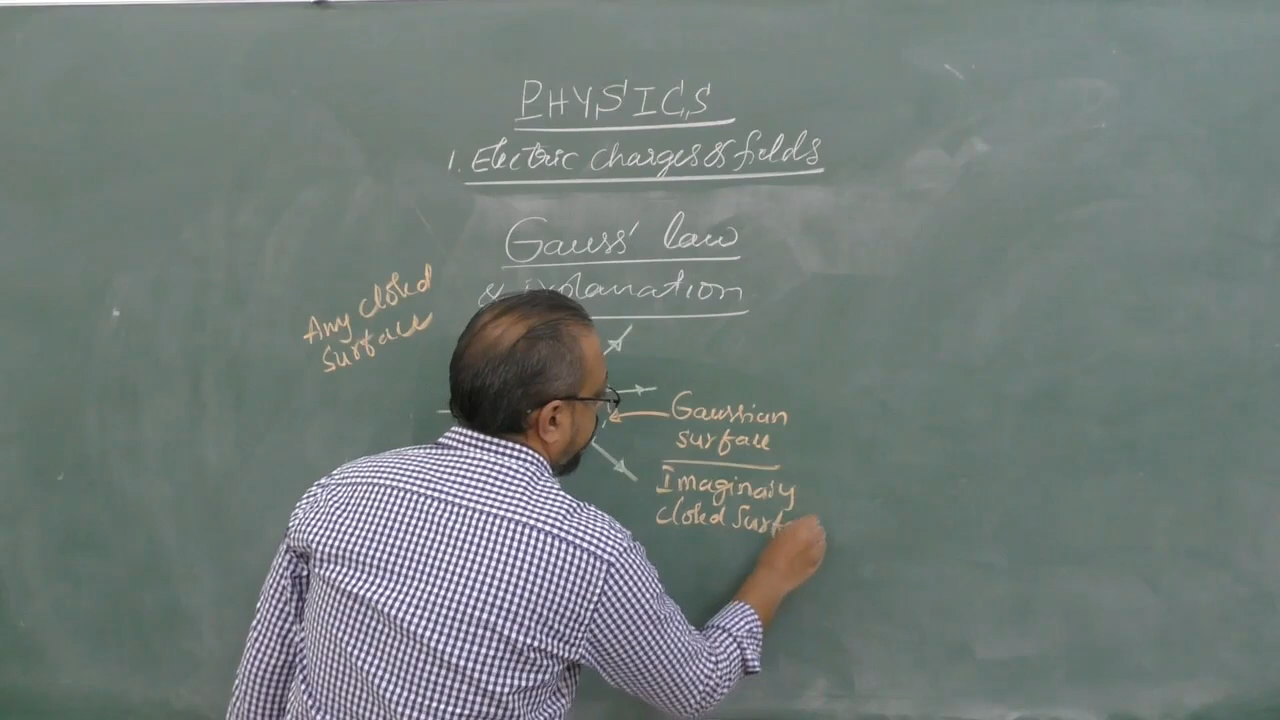 PHYSICS
1. Electric charges & fields
Gauss' law
& explanation
Any closed
surface
Gaussian
surface
Imaginary
closed surf